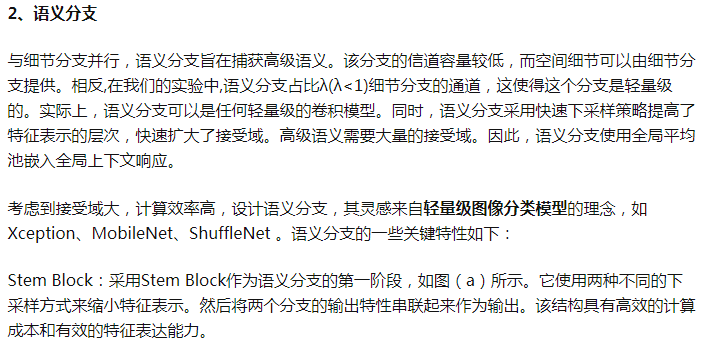 2、语义分支
与细节分支并行，语义分支旨在捕获高级语义。该分支的信道容量较低，而空间细节可以由细节分
支提供。相反,在我们的实验中,语义分支占比λ(λ<1)细节分支的通道，这使得这个分支是轻量级
的。实际上，语义分支可以是任何轻量级的卷积模型。同时，语义分支采用快速下采样策略提高了
特征表示的层次，快速扩大了接受域。高级语义需要大量的接受域。因此，语义分支使用全局平均
池嵌入全局上下文响应。
考虑到接受域大，计算效率高，设计语义分支，其灵感来自轻量级图像分类模型的理念，如
Xception、MobileNet、ShuffleNet 。语义分支的一些关键特性如下：
Stem Block：采用Stem Block作为语义分支的第一阶段，如图（a）所示。它使用两种不同的下
采样方式来缩小特征表示。然后将两个分支的输出特性串联起来作为输出。该结构具有高效的计算
成本和有效的特征表达能力。